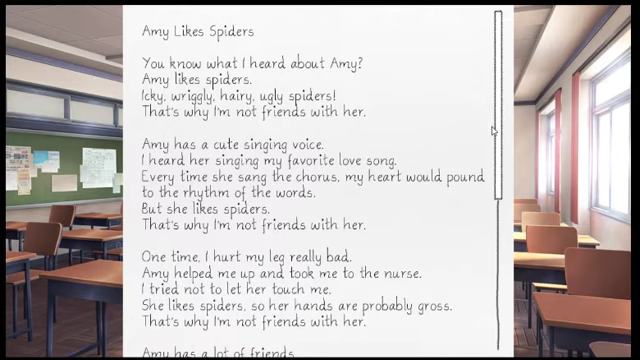 Amy Likes Spiders
You know what I heard about Amy?
Amy likes spiders.
Icky, wriggly, hairy, ugly spiders!
That's why I'm not friends with her.
Amy has a cute singing voice.
I heard her singing my favorite love song.
Every time she sang the chorus, my heart would pound
to the rhythm of the words.
But she likes spiders.
That's why I'm not friends with her.
One time, I hurt my leg really bad.
Amy helped me up and took me to the nurse.
I tried not to let her touch me.
She likes spiders, so her hands are probably gross.
That's why I'm not friends with her.
Amy has a lot of friends.